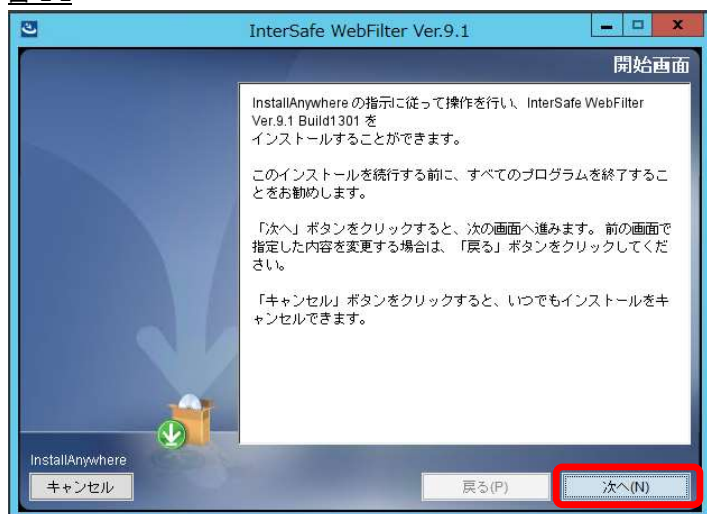 InterSafe WebFilter Ver.9.1
開始画面
InstallAnywhere の指示に従って操作を行い、InterSafe WebFilter
Ver.9.1 Build1301 を
インストールすることができます。
このインストールを続行する前に、すべてのプログラムを終了するこ
とをお勧めします。
「次へ」ボタンをクリックすると、次の画面へ進みます。 前の画面で
指定した内容を変更する場合は、「戻る」ボタンをクリックしてくだ
さい。
「キャンセル」ボタンをクリックすると、いつでもインストールをキ
ャンセルできます。
InstallAnywhere
キャンセル
戻る(P)
次へ(N)